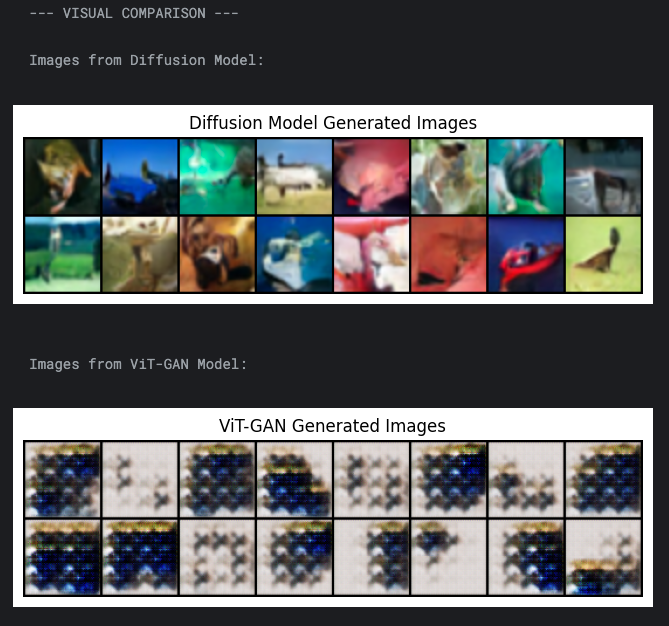 --- VISUAL COMPARISON ---
Images from Diffusion Model:
Diffusion Model Generated Images
Images from ViT-GAN Model:
ViT-GAN Generated Images